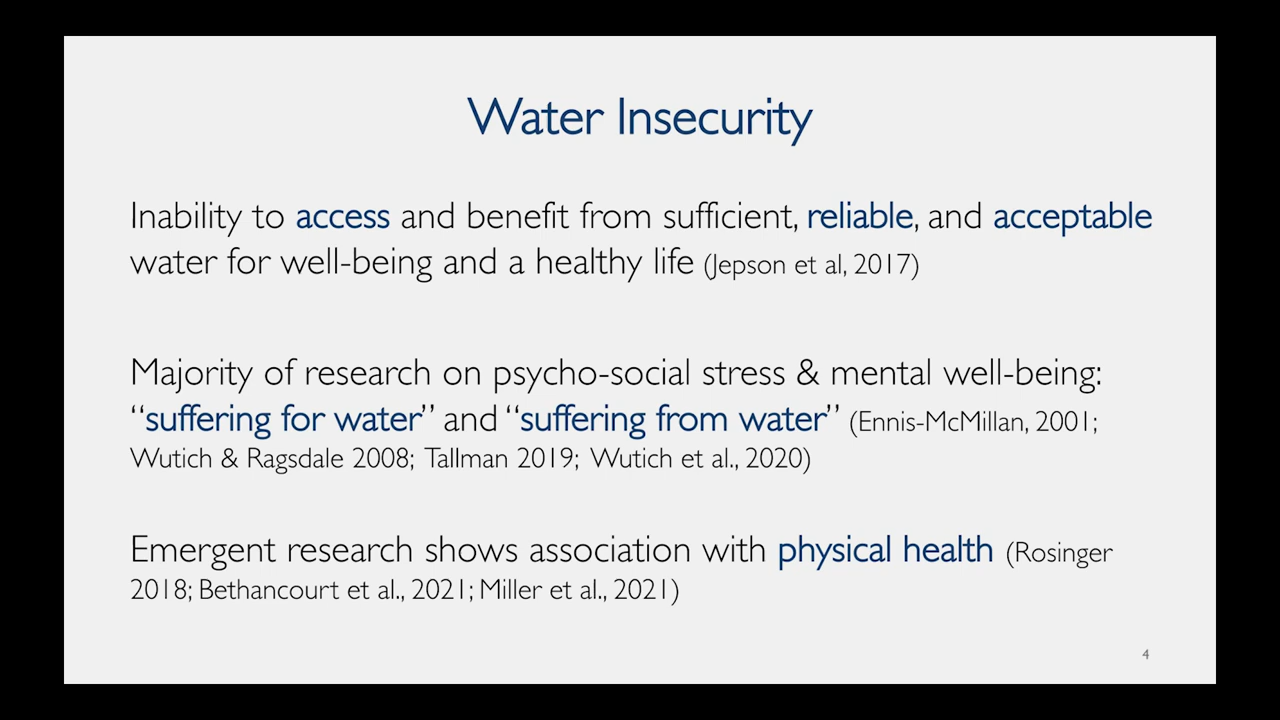 Water Insecurity
Inability to access and benefit from sufficient, reliable, and acceptable
water for well-being and a healthy life (Jepson et al, 2017)
Majority of research on psycho-social stress & mental well-being:
“suffering for water” and “suffering from water” (Ennis-McMillan, 2001;
Wutich & Ragsdale 2008; Tallman 2019; Wutich et al., 2020)
Emergent research shows association with physical health (Rosinger
2018; Bethancourt et al., 2021; Miller et al., 2021)
4